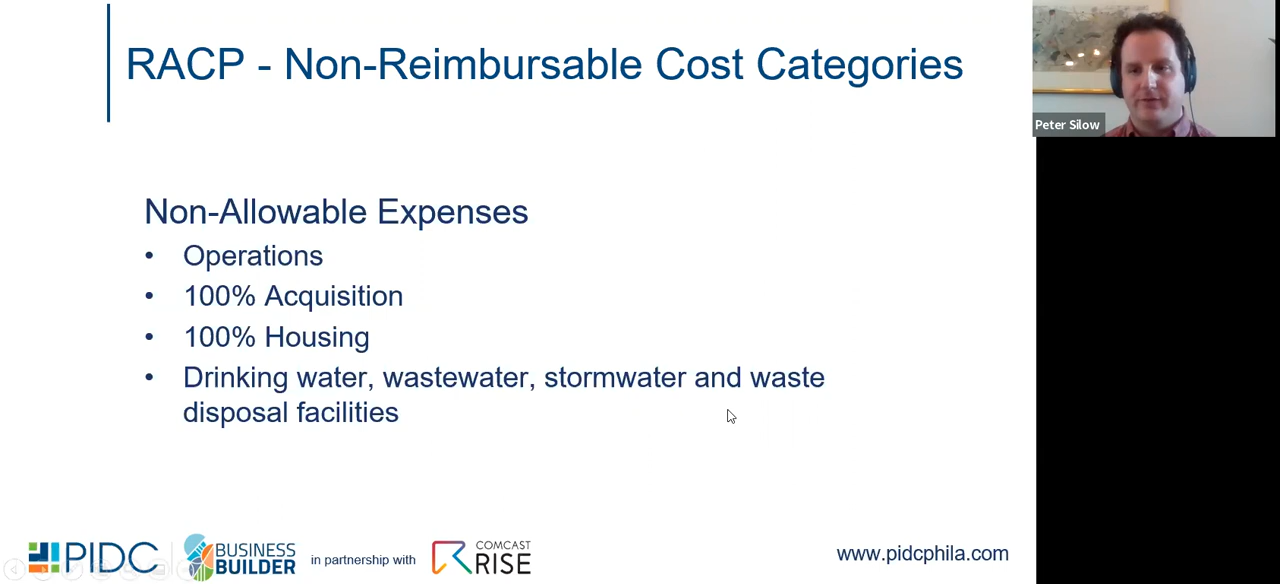 RACP - Non-Reimbursable Cost Categories
Peter Silow
Non-Allowable Expenses
• Operations
• 100% Acquisition
• 100% Housing
• Drinking water, wastewater, stormwater and waste
disposal facilities
PIDC
BUSINESS
BUILDER
in partnership with
COMCAST
RISE
www.pidcphila.com